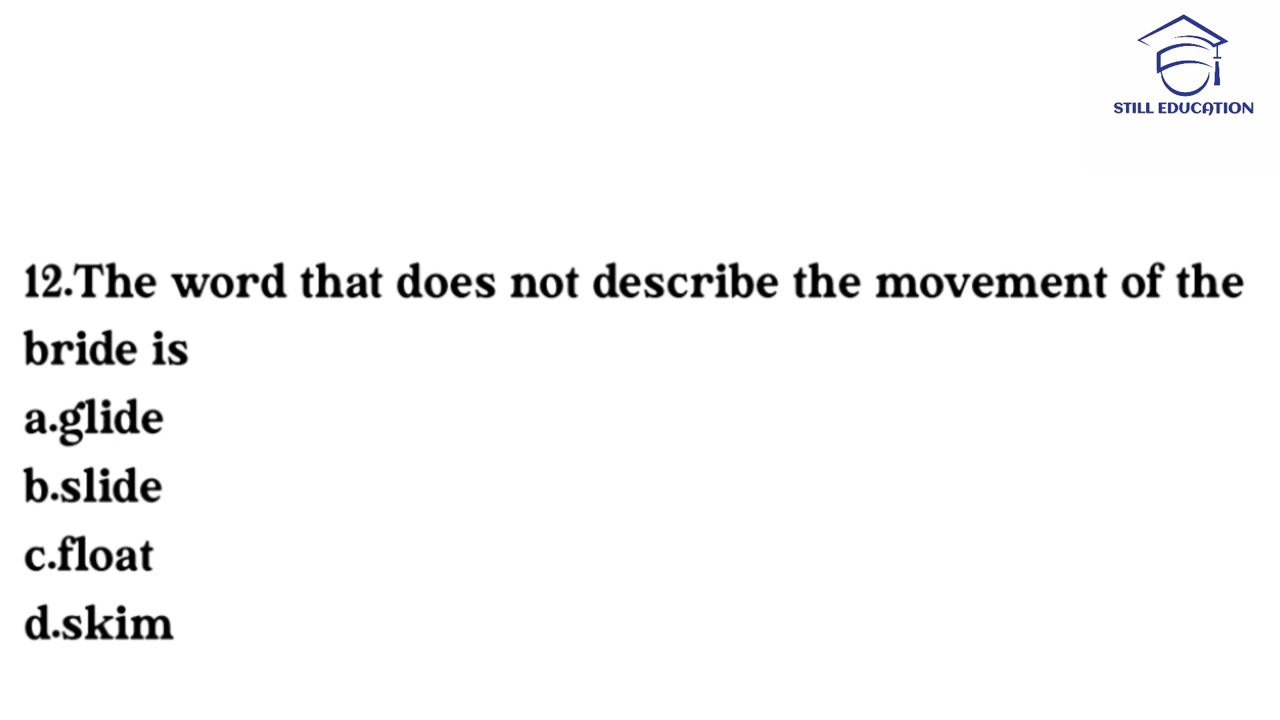 STILL EDUCATION
12.The word that does not describe the movement of the
bride is
a.glide
b.slide
c.float
d.skim